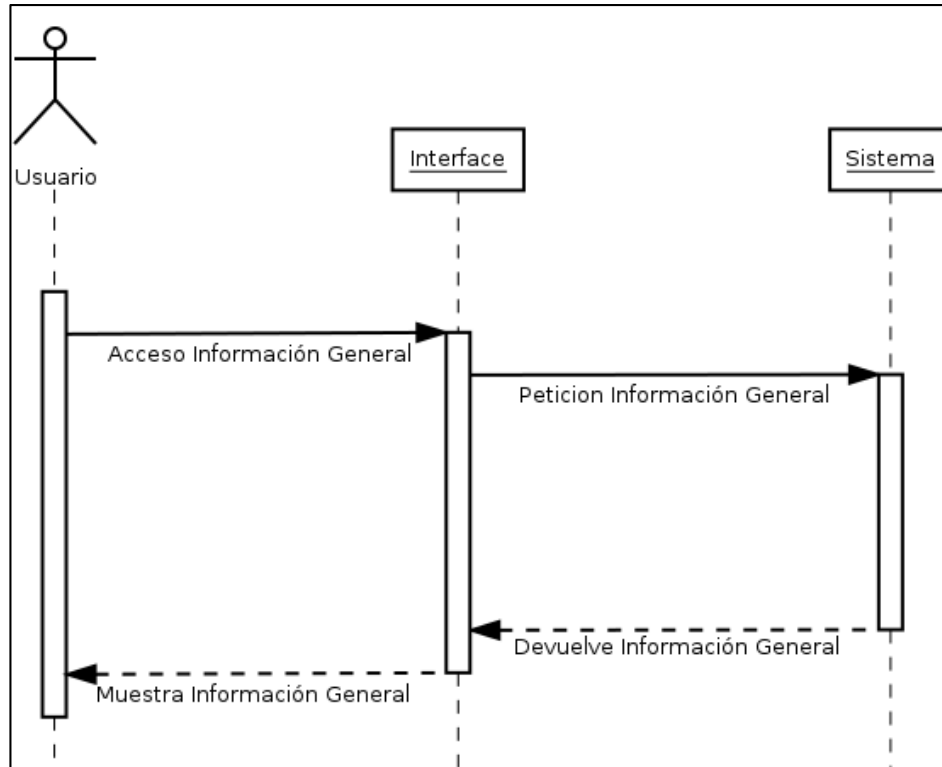 Usuario
Interface
Sistema
Acceso Información General
Peticion Información General
Devuelve Información General
Muestra Información General